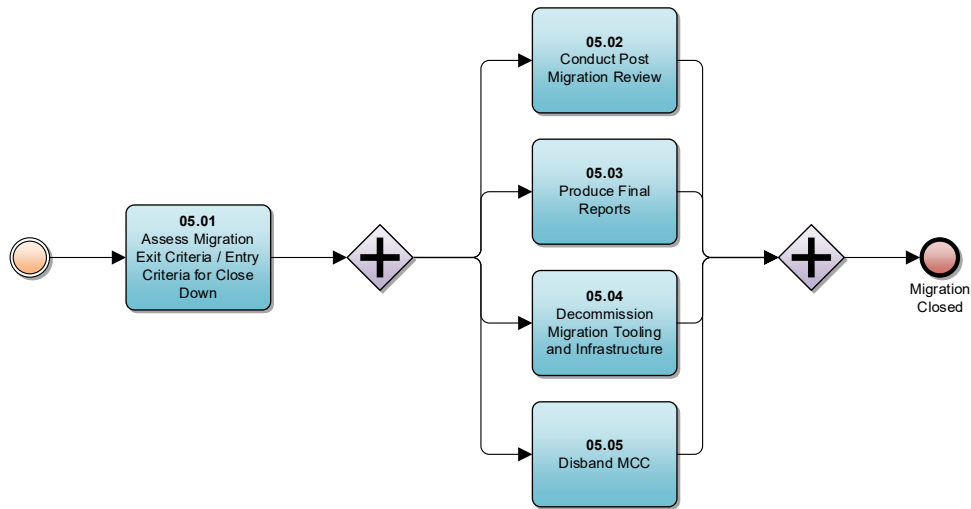 05.01
Assess Migration
Exit Criteria / Entry
Criteria for Close
Down
05.02
Conduct Post
Migration Review
05.03
Produce Final
Reports
05.04
Decommission
Migration Tooling
and Infrastructure
05.05
Disband MCC
Migration
Closed